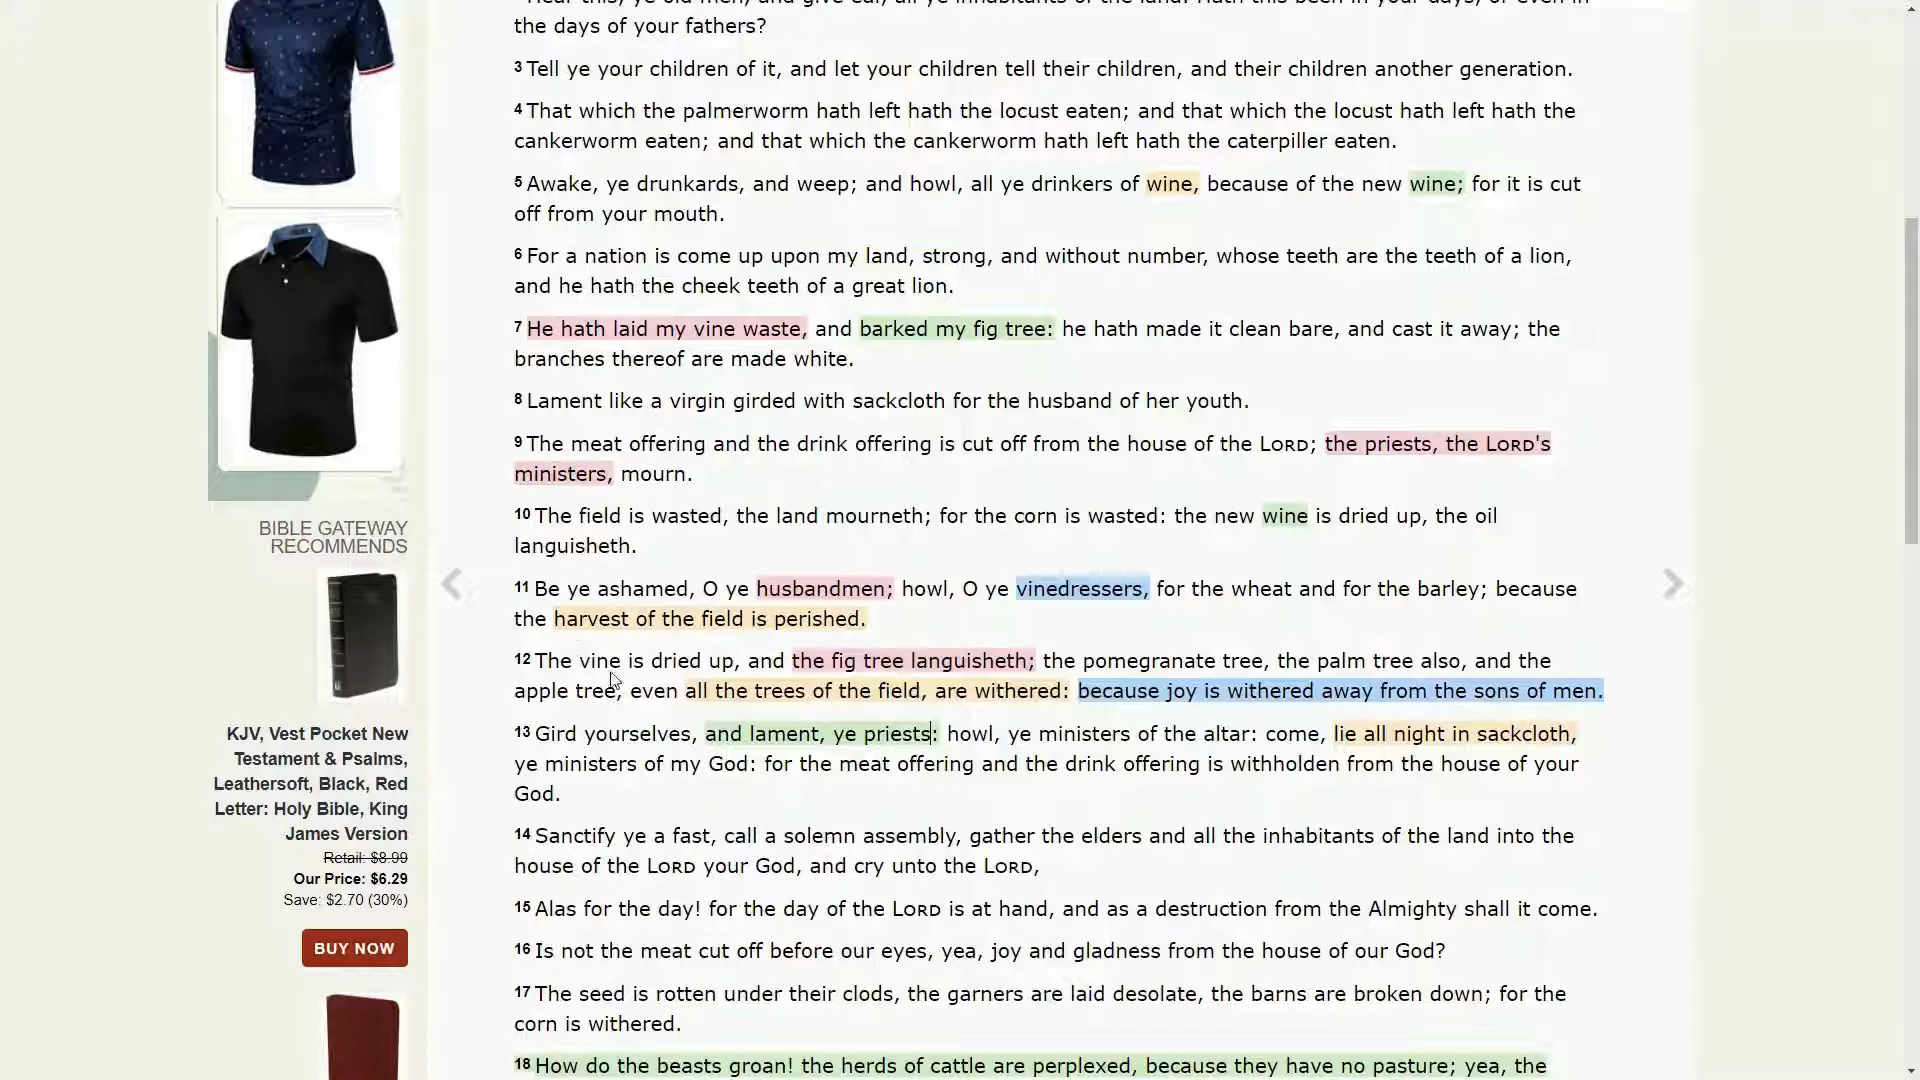 Hear this, ye old men, and give ear, all ye inhabitants of the land. Hath this been in your days, or even in
the days of your fathers?
3 Tell ye your children of it, and let your children tell their children, and their children another generation.
4 That which the palmerworm hath left hath the locust eaten; and that which the locust hath left hath the
cankerworm eaten; and that which the cankerworm hath left hath the caterpiller eaten.
5 Awake, ye drunkards, and weep; and howl, all ye drinkers of wine, because of the new wine; for it is cut
off from your mouth.
6 For a nation is come up upon my land, strong, and without number, whose teeth are the teeth of a lion,
and he hath the cheek teeth of a great lion.
7 He hath laid my vine waste, and barked my fig tree: he hath made it clean bare, and cast it away; the
branches thereof are made white.
8 Lament like a virgin girded with sackcloth for the husband of her youth.
9 The meat offering and the drink offering is cut off from the house of the LORD; the priests, the LORD's
ministers, mourn.
10 The field is wasted, the land mourneth; for the corn is wasted: the new wine is dried up, the oil
languisheth.
11 Be ye ashamed, O ye husbandmen; howl, O ye vinedressers, for the wheat and for the barley; because
the harvest of the field is perished.
12 The vine is dried up, and the fig tree languisheth; the pomegranate tree, the palm tree also, and the
apple tree, even all the trees of the field, are withered: because joy is withered away from the sons of men.
13 Gird yourselves, and lament, ye priests: howl, ye ministers of the altar: come, lie all night in sackcloth,
ye ministers of my God: for the meat offering and the drink offering is withholden from the house of your
God.
14 Sanctify ye a fast, call a solemn assembly, gather the elders and all the inhabitants of the land into the
house of the LORD your God, and cry unto the LORD,
15 Alas for the day! for the day of the LORD is at hand, and as a destruction from the Almighty shall it come.
16 Is not the meat cut off before our eyes, yea, joy and gladness from the house of our God?
17 The seed is rotten under their clods, the garners are laid desolate, the barns are broken down; for the
corn is withered.
18 How do the beasts groan! the herds of cattle are perplexed, because they have no pasture; yea, the
BIBLE GATEWAY
RECOMMENDS
KJV, Vest Pocket New
Testament & Psalms,
Leathersoft, Black, Red
Letter: Holy Bible, King
James Version
Retail: $8.99
Our Price: $6.29
Save: $2.70 (30%)
BUY NOW